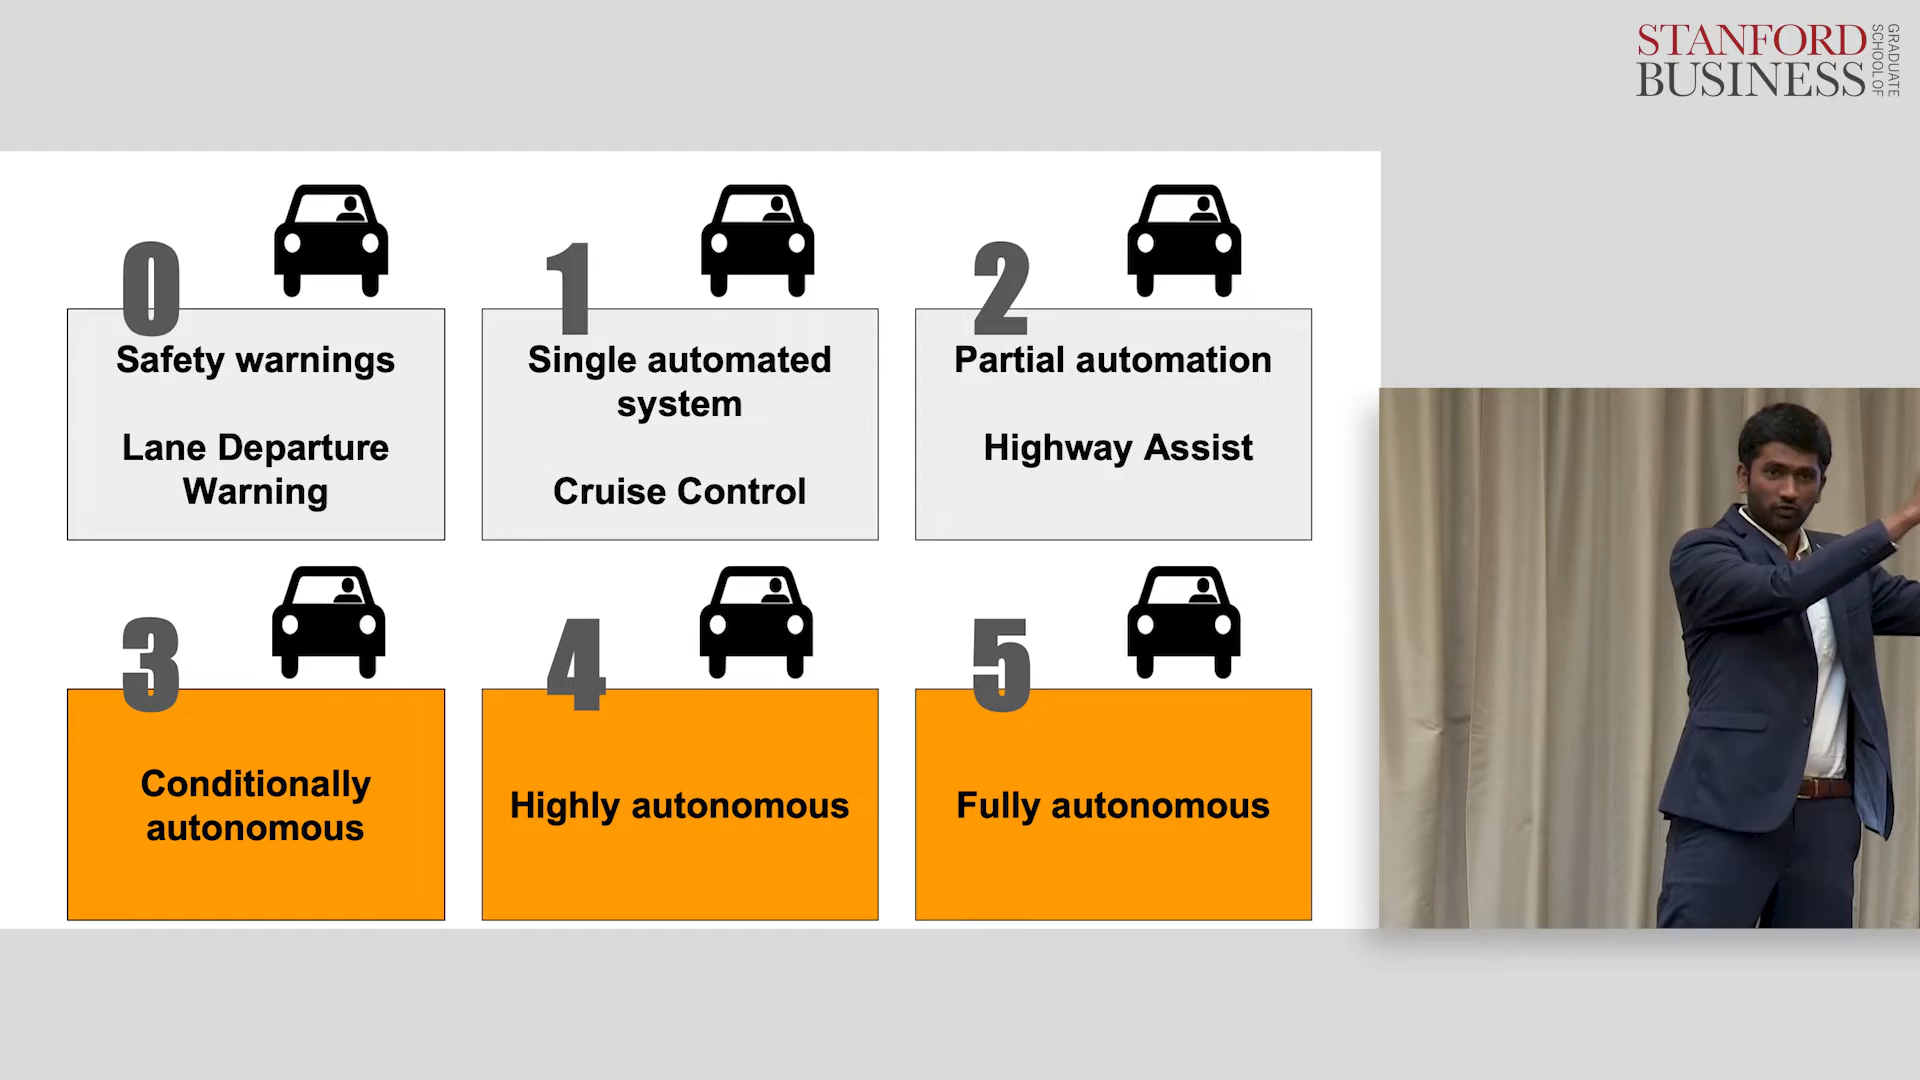 STANFORD
BUSINESS
GRADUATE
SCHOOL OF
0
Safety warnings
Lane Departure
Warning
1
Single automated
system
Cruise Control
2
Partial automation
Highway Assist
3
Conditionally
autonomous
4
Highly autonomous
5
Fully autonomous